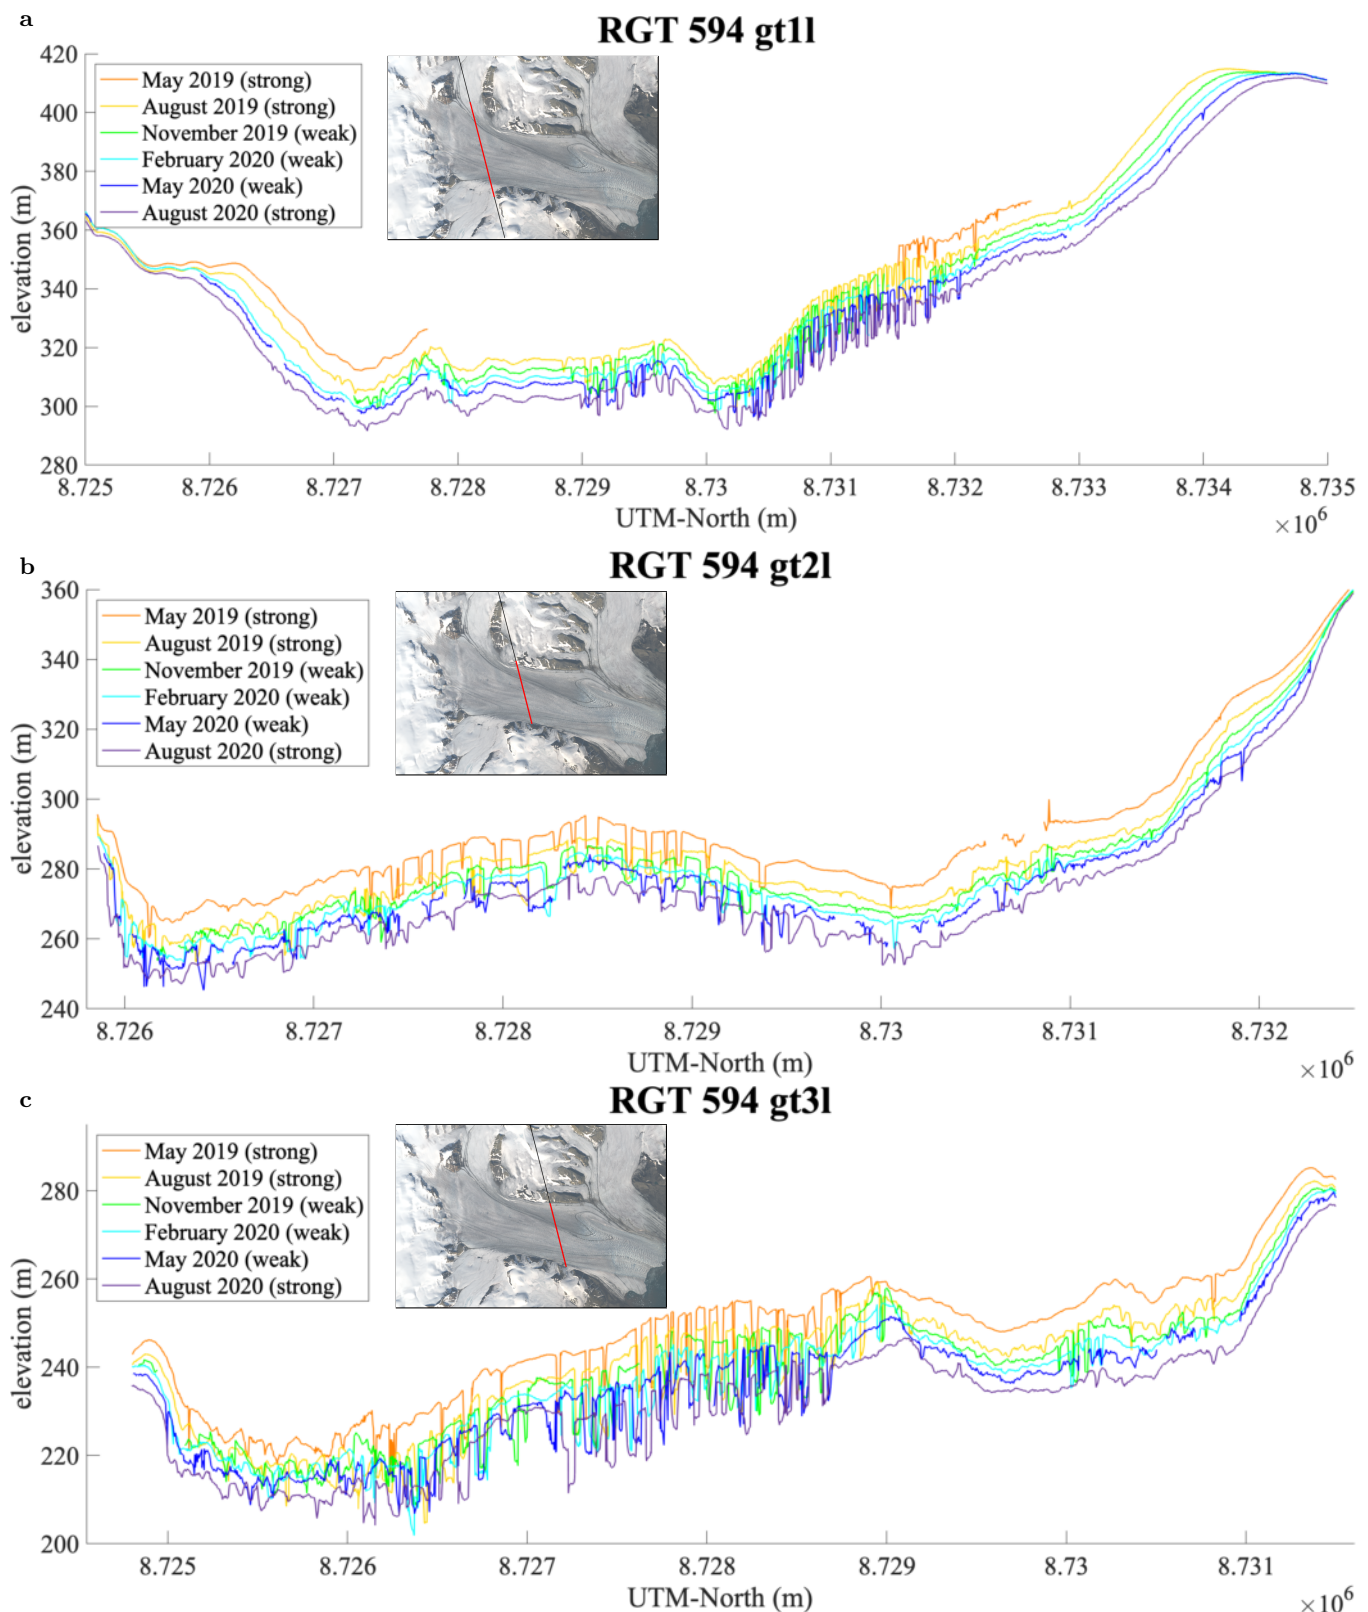 a
RGT 594 gt1l
420
400
380
360
340
320
300
280
elevation (m)
May 2019 (strong)
August 2019 (strong)
November 2019 (weak)
February 2020 (weak)
May 2020 (weak)
August 2020 (strong)
8.725 8.726 8.727 8.728 8.729 8.73 8.731 8.732 8.733 8.734 8.735
UTM-North (m)
×10^6
b
RGT 594 gt2l
360
340
320
300
280
260
240
elevation (m)
May 2019 (strong)
August 2019 (strong)
November 2019 (weak)
February 2020 (weak)
May 2020 (weak)
August 2020 (strong)
8.726 8.727 8.728 8.729 8.73 8.731 8.732
UTM-North (m)
×10^6
c
RGT 594 gt3l
280
260
240
220
200
elevation (m)
May 2019 (strong)
August 2019 (strong)
November 2019 (weak)
February 2020 (weak)
May 2020 (weak)
August 2020 (strong)
8.725 8.726 8.727 8.728 8.729 8.73 8.731
UTM-North (m)
×10^6